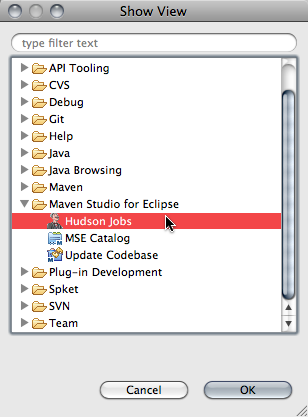 Show View
type filter text
API Tooling
CVS
Debug
Git
Help
Java
Java Browsing
Maven
Maven Studio for Eclipse
Hudson Jobs
MSE Catalog
Update Codebase
Plug-in Development
Spket
SVN
Team
Cancel
OK